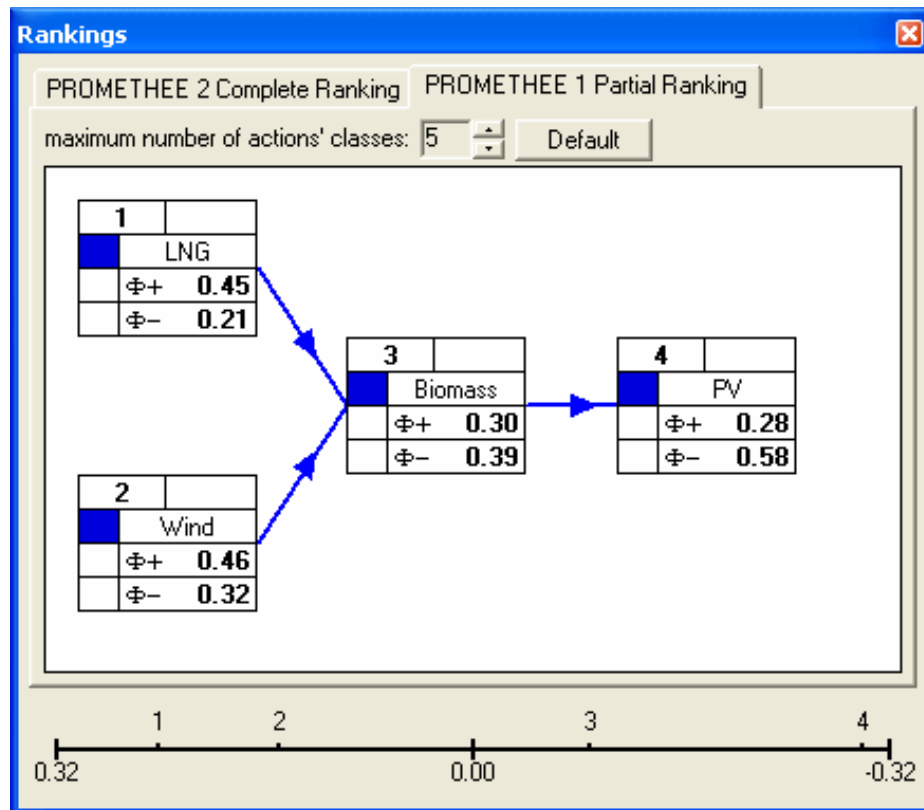 Rankings
PROMETHEE 2 Complete Ranking PROMETHEE 1 Partial Ranking
maximum number of actions' classes: 5 Default
1
LNG
Φ+ 0.45
Φ− 0.21
2
Wind
Φ+ 0.46
Φ− 0.32
3
Biomass
Φ+ 0.30
Φ− 0.39
4
PV
Φ+ 0.28
Φ− 0.58
1 2 3 4
0.32 0.00 -0.32